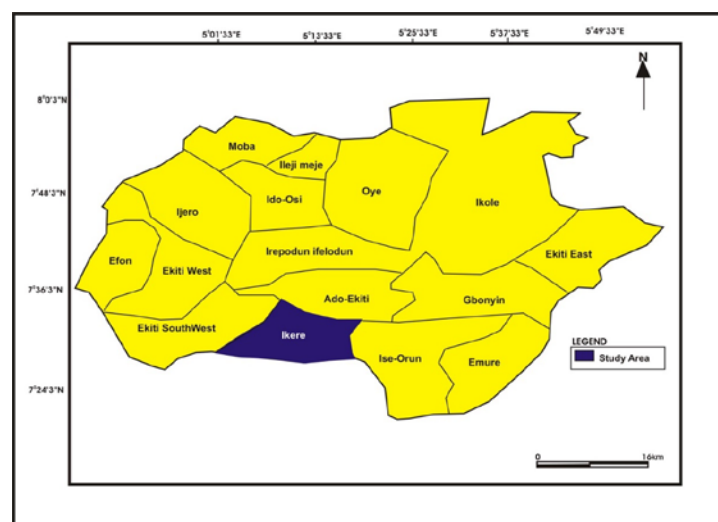 5°01'33"E
5°13'33"E
5°25'33"E
5°37'33"E
5°49'33"E
N
8°0'3"N
Moba
Ileji meje
7°48'3"N
Oye
Ido-Osi
Ikole
Ijero
Irepodun ifelodun
Ekiti East
Efon
Ekiti West
7°36'3"N
Ado-Ekiti
Gbonyin
Ekiti SouthWest
Ikere
LEGEND
Study Area
Ise-Orun
Emure
7°24'3"N
0
16km